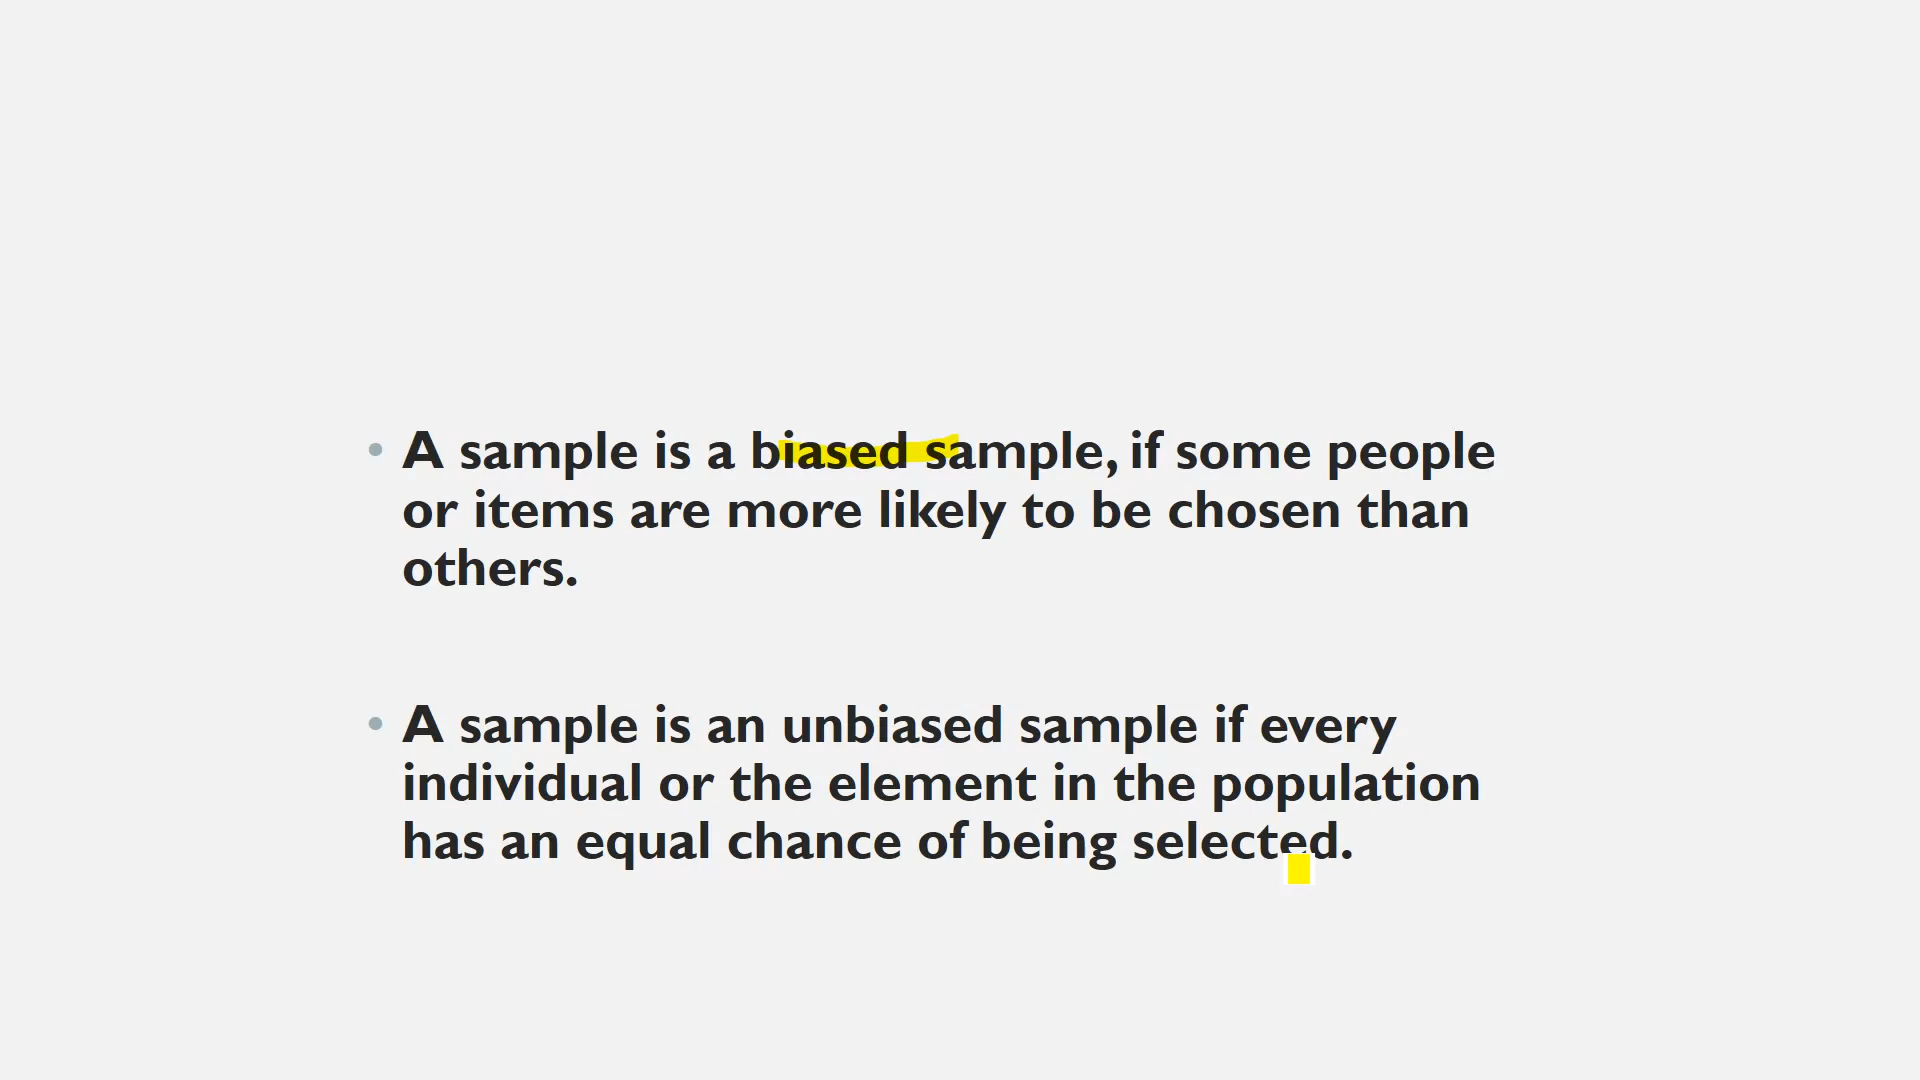 • A sample is a biased sample, if some people
or items are more likely to be chosen than
others.
• A sample is an unbiased sample if every
individual or the element in the population
has an equal chance of being selected.